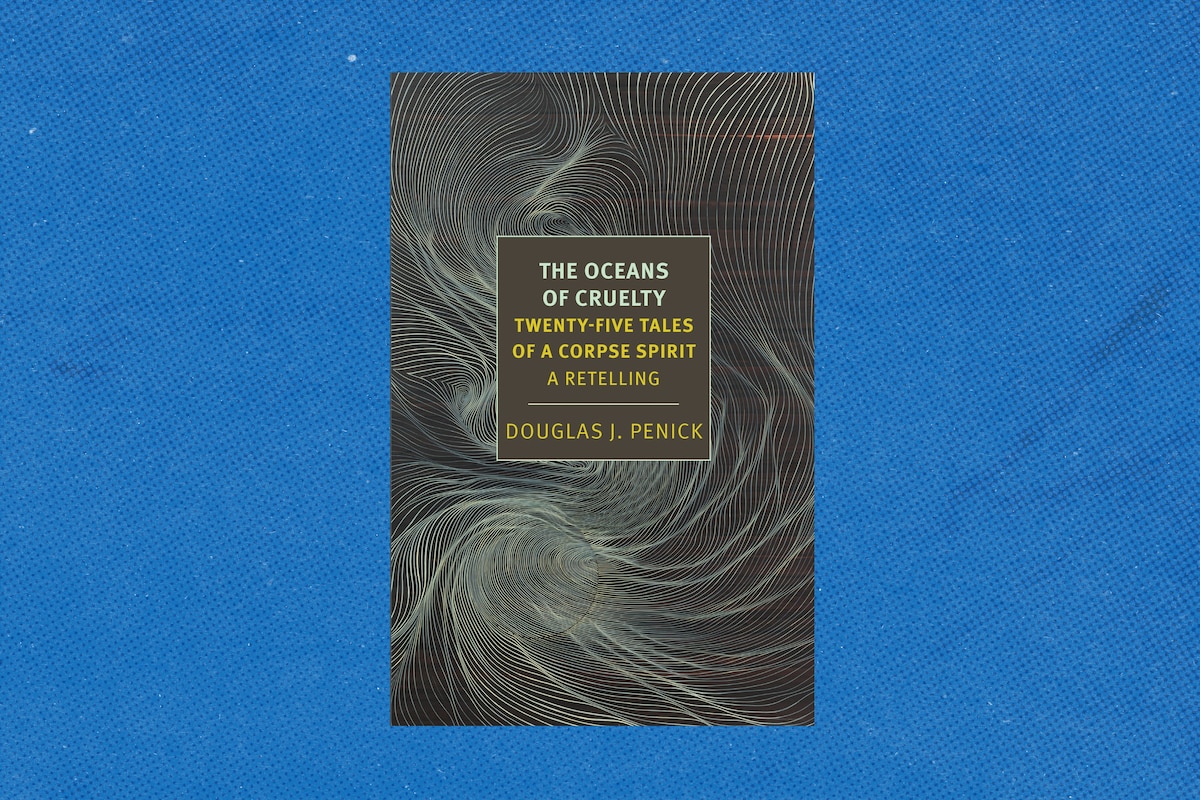 THE OCEANS
OF CRUELTY
TWENTY-FIVE TALES
OF A CORPSE SPIRIT
A RETELLING
DOUGLAS J. PENICK